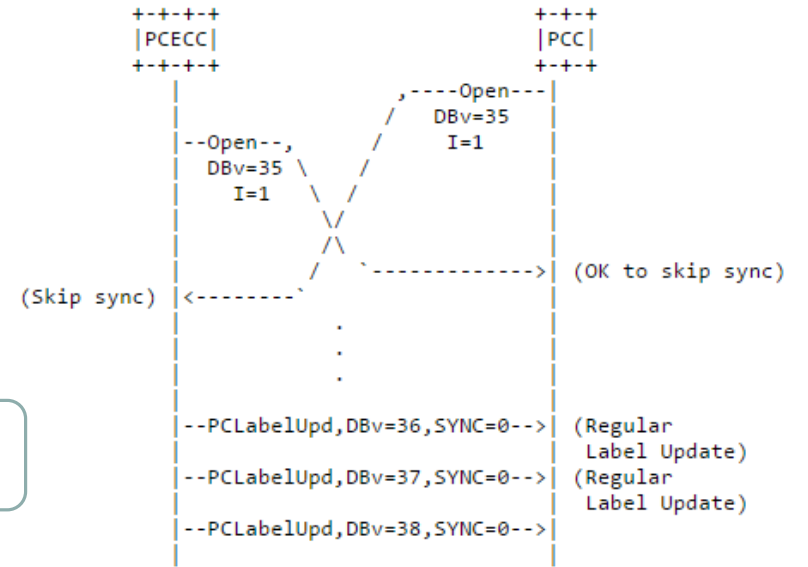 +-+-+-+ +-+-+
|PCECC| |PCC|
+-+-+-+ +-+-+
| ,----Open---|
| / DBv=35 |
|--Open--, / I=1 |
| DBv=35 \ / |
| I=1 \ / |
| \/ |
| /\ |
| / `------------->| (OK to skip sync)
(Skip sync) |<--------` |
| . |
| . |
| . |
| |
|--PCLabelUpd,DBv=36,SYNC=0-->| (Regular
| | Label Update)
|--PCLabelUpd,DBv=37,SYNC=0-->| (Regular
| | Label Update)
|--PCLabelUpd,DBv=38,SYNC=0-->|
| |